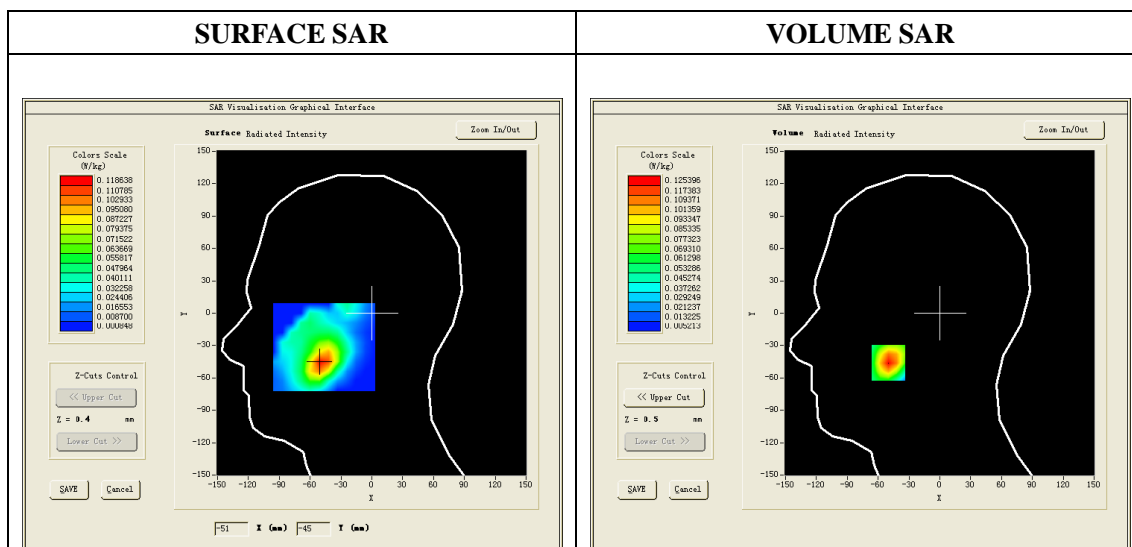 SURFACE SAR
VOLUME SAR
SAR Visualisation Graphical Interface
Surface Radiated Intensity
Zoom In/Out
Colors Scale
(W/kg)
0.118638
0.110785
0.102933
0.095080
0.087227
0.079375
0.071522
0.063669
0.055817
0.047964
0.040111
0.032258
0.024406
0.016553
0.008700
0.000848
150
120
90
60
30
0
-30
-60
-90
-120
-150
Y
-150 -120 -90 -60 -30 0 30 60 90 120 150
X
Z-Cuts Control
<< Upper Cut
Z = 0.4 mm
Lower Cut >>
SAVE Cancel
-51 X (mm) -45 Y (mm)
SAR Visualisation Graphical Interface
Volume Radiated Intensity
Zoom In/Out
Colors Scale
(W/kg)
0.125396
0.117383
0.109371
0.101359
0.093347
0.085335
0.077323
0.069310
0.061298
0.053286
0.045274
0.037262
0.029249
0.021237
0.013225
0.005213
150
120
90
60
30
0
-30
-60
-90
-120
-150
Y
-150 -120 -90 -60 -30 0 30 60 90 120 150
X
Z-Cuts Control
<< Upper Cut
Z = 0.5 mm
Lower Cut >>
SAVE Cancel